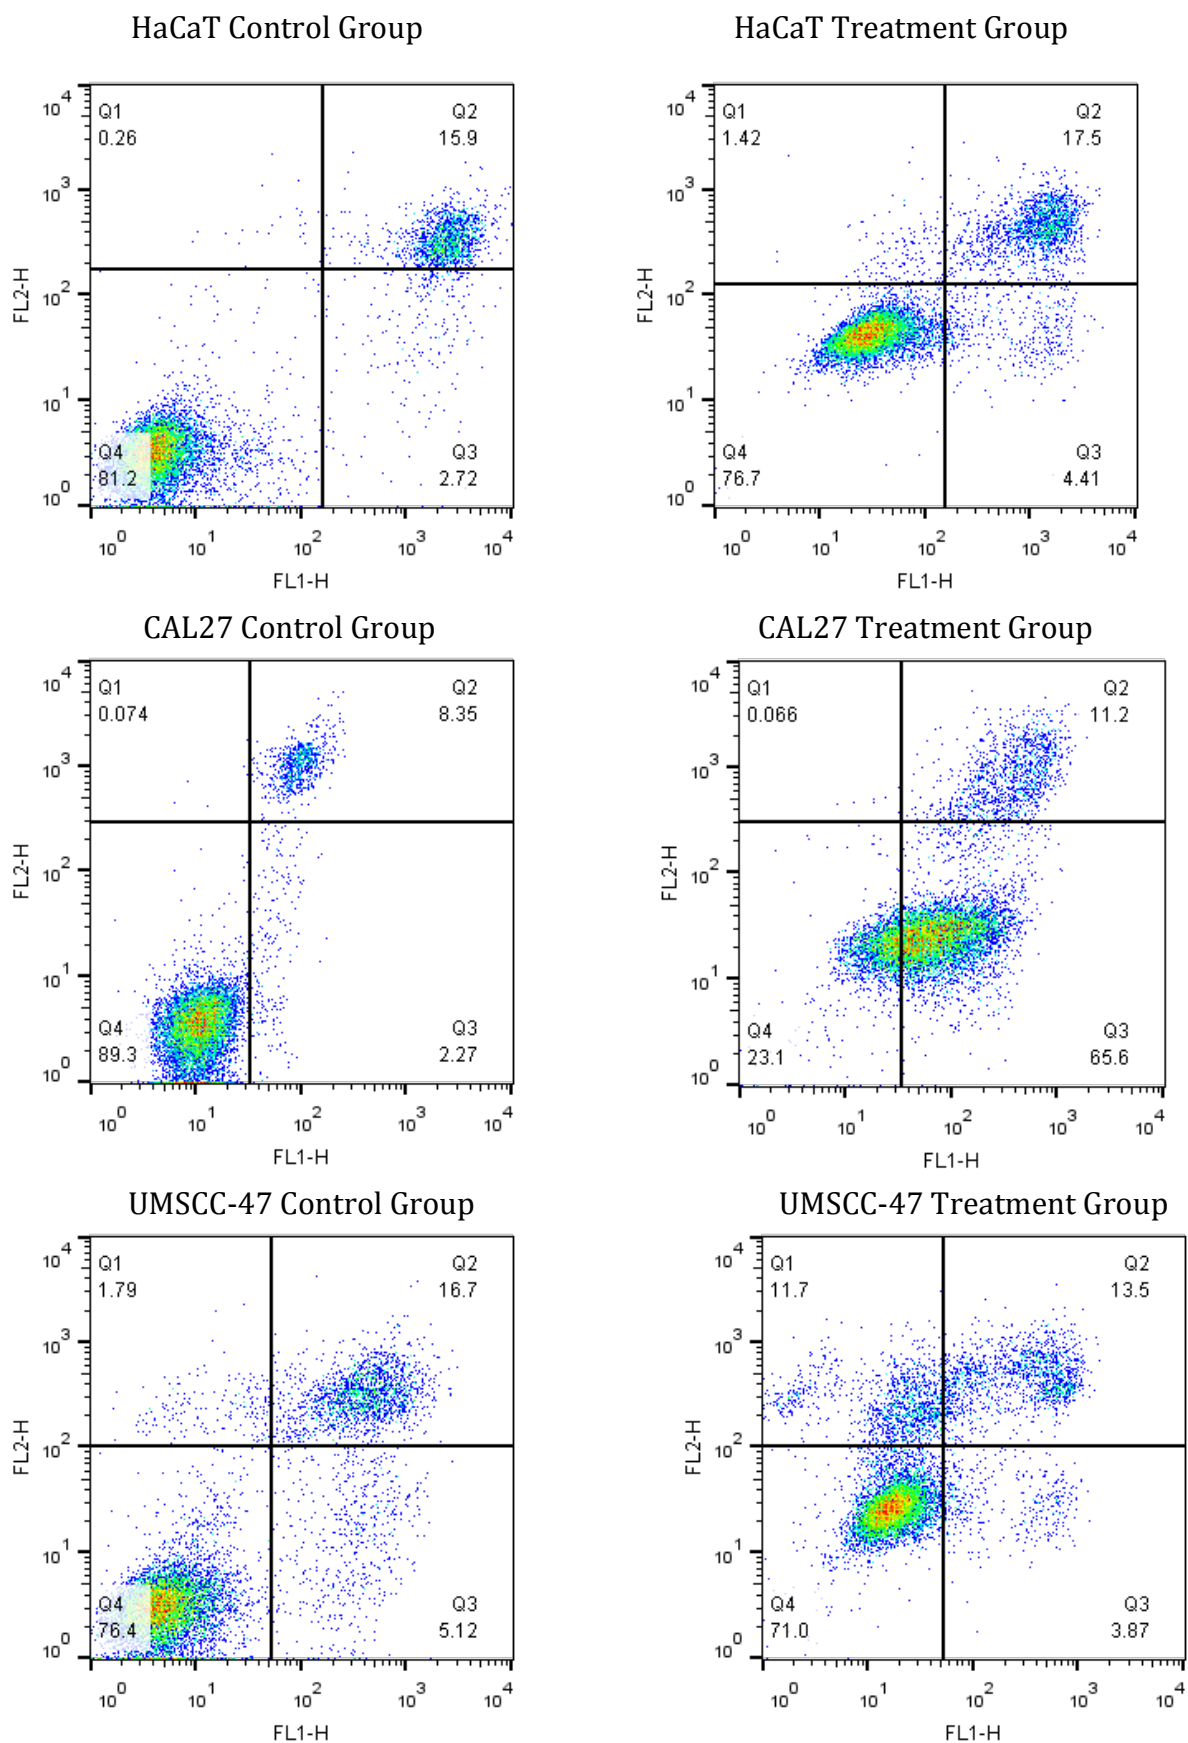 HaCaT Control Group
HaCaT Treatment Group
10^4
Q1
0.26
Q2
15.9
10^3
10^2
10^1
10^0
FL2-H
Q4
81.2
Q3
2.72
10^0 10^1 10^2 10^3 10^4
FL1-H
10^4
Q1
1.42
Q2
17.5
10^3
10^2
10^1
10^0
FL2-H
Q4
76.7
Q3
4.41
10^0 10^1 10^2 10^3 10^4
FL1-H
CAL27 Control Group
CAL27 Treatment Group
10^4
Q1
0.074
Q2
8.35
10^3
10^2
10^1
10^0
FL2-H
Q4
89.3
Q3
2.27
10^0 10^1 10^2 10^3 10^4
FL1-H
10^4
Q1
0.066
Q2
11.2
10^3
10^2
10^1
10^0
FL2-H
Q4
23.1
Q3
65.6
10^0 10^1 10^2 10^3 10^4
FL1-H
UMSCC-47 Control Group
UMSCC-47 Treatment Group
10^4
Q1
1.79
Q2
16.7
10^3
10^2
10^1
10^0
FL2-H
Q4
76.4
Q3
5.12
10^0 10^1 10^2 10^3 10^4
FL1-H
10^4
Q1
11.7
Q2
13.5
10^3
10^2
10^1
10^0
FL2-H
Q4
71.0
Q3
3.87
10^0 10^1 10^2 10^3 10^4
FL1-H